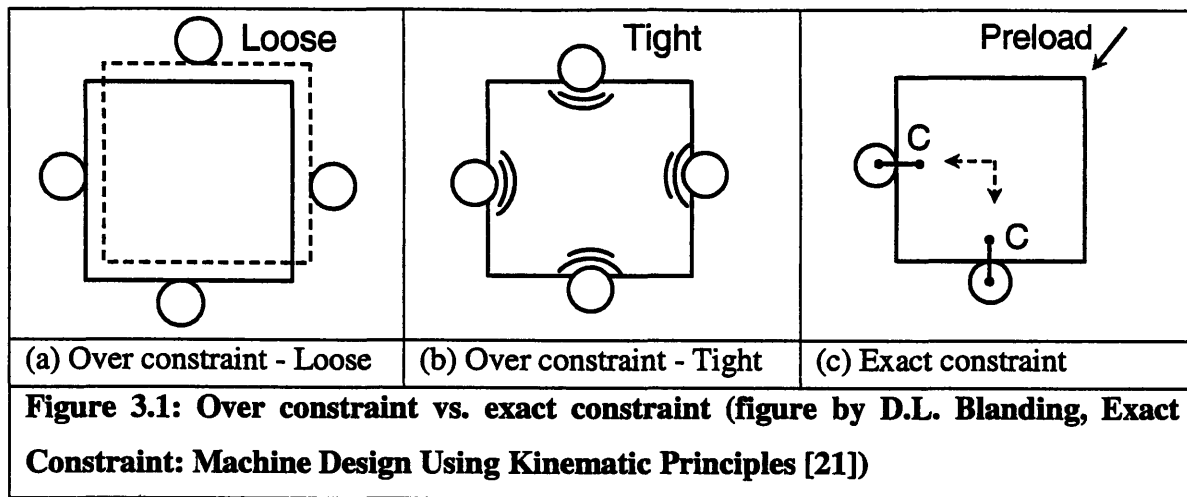 Loose
Tight
Preload
C
C
(a) Over constraint - Loose
(b) Over constraint - Tight
(c) Exact constraint
Figure 3.1: Over constraint vs. exact constraint (figure by D.L. Blanding, Exact
Constraint: Machine Design Using Kinematic Principles [21])